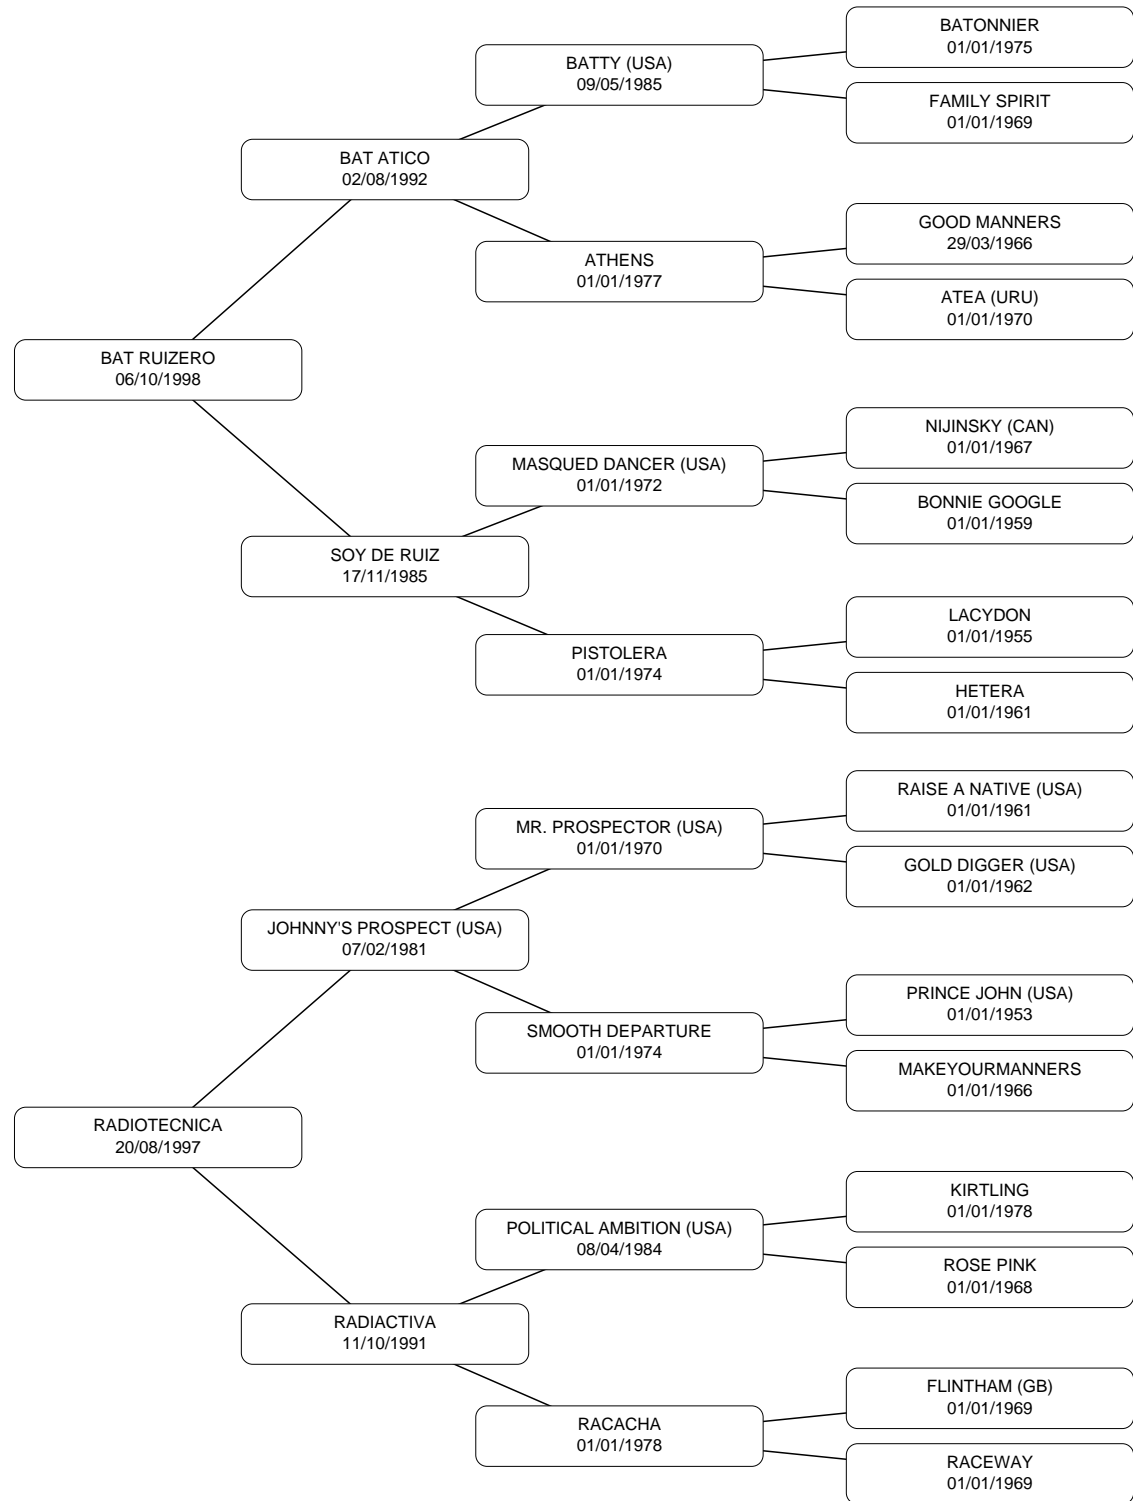 BATONNIER
01/01/1975
BATTY (USA)
09/05/1985
FAMILY SPIRIT
01/01/1969
BAT ATICO
02/08/1992
GOOD MANNERS
29/03/1966
ATHENS
01/01/1977
ATEA (URU)
01/01/1970
BAT RUIZERO
06/10/1998
NIJINSKY (CAN)
01/01/1967
MASQUED DANCER (USA)
01/01/1972
BONNIE GOOGLE
01/01/1959
SOY DE RUIZ
17/11/1985
LACYDON
01/01/1955
PISTOLERA
01/01/1974
HETERA
01/01/1961
RAISE A NATIVE (USA)
01/01/1961
MR. PROSPECTOR (USA)
01/01/1970
GOLD DIGGER (USA)
01/01/1962
JOHNNY'S PROSPECT (USA)
07/02/1981
PRINCE JOHN (USA)
01/01/1953
SMOOTH DEPARTURE
01/01/1974
MAKEYOURMANNERS
01/01/1966
RADIOTECNICA
20/08/1997
KIRTLING
01/01/1978
POLITICAL AMBITION (USA)
08/04/1984
ROSE PINK
01/01/1968
RADIACTIVA
11/10/1991
FLINTHAM (GB)
01/01/1969
RACACHA
01/01/1978
RACEWAY
01/01/1969